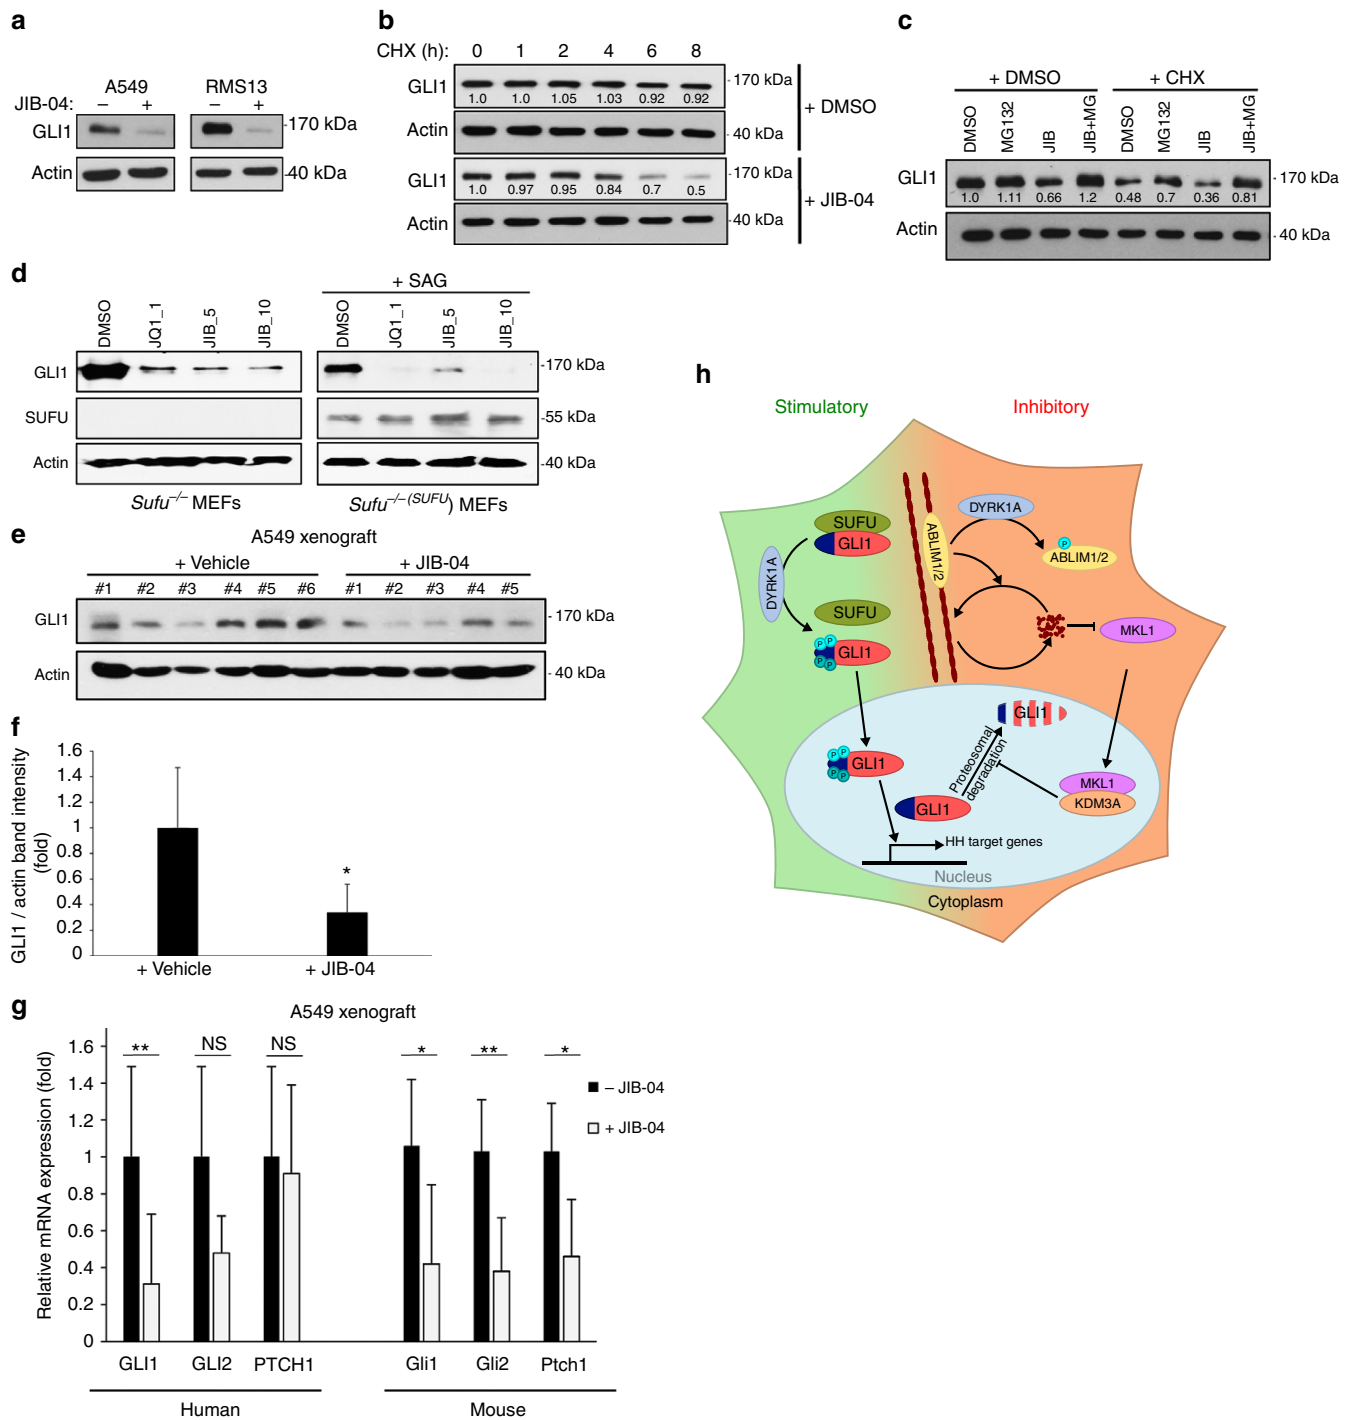 a
A549 RMS13
JIB-04: – + – +
GLI1 -170 kDa
Actin -40 kDa
b
CHX (h): 0 1 2 4 6 8
GLI1 - 170 kDa
1.0 1.0 1.05 1.03 0.92 0.92
Actin - 40 kDa
+ DMSO
GLI1 - 170 kDa
1.0 0.97 0.95 0.84 0.7 0.5
Actin - 40 kDa
+ JIB-04
c
+ DMSO + CHX
DMSO MG132 JIB JIB+MG DMSO MG132 JIB JIB+MG
GLI1 - 170 kDa
1.0 1.11 0.66 1.2 0.48 0.7 0.36 0.81
Actin - 40 kDa
d
+ SAG
DMSO JQ1_1 JIB_5 JIB_10 DMSO JQ1_1 JIB_5 JIB_10
GLI1 -170 kDa
SUFU -55 kDa
Actin -40 kDa
Sufu–/– MEFs Sufu–/–(SUFU) MEFs
e
A549 xenograft
+ Vehicle + JIB-04
#1 #2 #3 #4 #5 #6 #1 #2 #3 #4 #5
GLI1 - 170 kDa
Actin - 40 kDa
f
GLI1 / actin band intensity
(fold)
1.6
1.4
1.2
1
0.8
0.6
0.4
0.2
0
*
+ Vehicle + JIB-04
g
A549 xenograft
Relative mRNA expression (fold)
1.6
1.4
1.2
1
0.8
0.6
0.4
0.2
0
** NS NS * ** *
– JIB-04
+ JIB-04
GLI1 GLI2 PTCH1 Gli1 Gli2 Ptch1
Human Mouse
h
Stimulatory Inhibitory
SUFU
GLI1
DYRK1A
SUFU
P P
P P
GLI1
ABLIM1/2
DYRK1A
P
ABLIM1/2
MKL1
GLI1
P P
P P
GLI1
Proteosomal
degradation
GLI1
MKL1
KDM3A
HH target genes
Nucleus
Cytoplasm